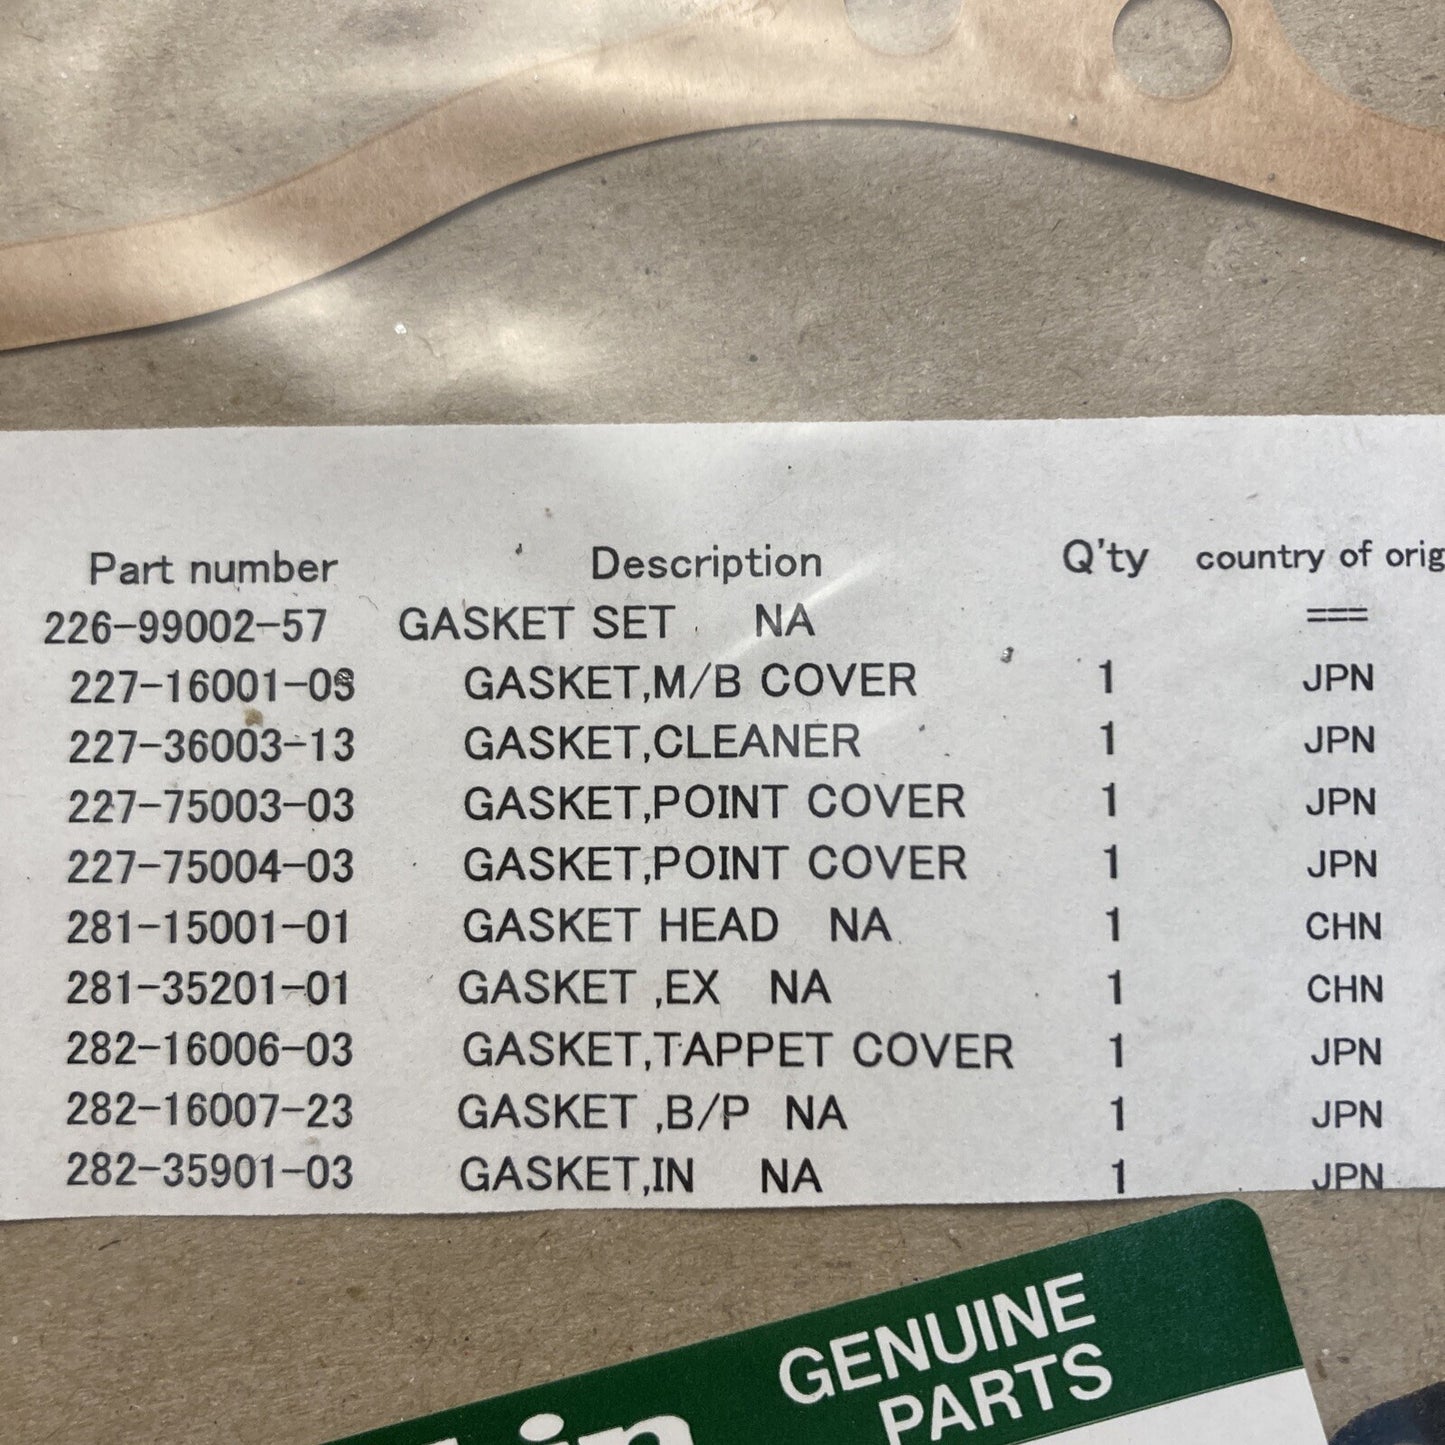 Part number Description Q'ty country of orig
226-99002-57 GASKET SET NA ===
227-16001-03 GASKET,M/B COVER 1 JPN
227-36003-13 GASKET,CLEANER 1 JPN
227-75003-03 GASKET,POINT COVER 1 JPN
227-75004-03 GASKET,POINT COVER 1 JPN
281-15001-01 GASKET HEAD NA 1 CHN
281-35201-01 GASKET ,EX NA 1 CHN
282-16006-03 GASKET,TAPPET COVER 1 JPN
282-16007-23 GASKET ,B/P NA 1 JPN
282-35901-03 GASKET,IN NA 1 JPN
GENUINE
PARTS